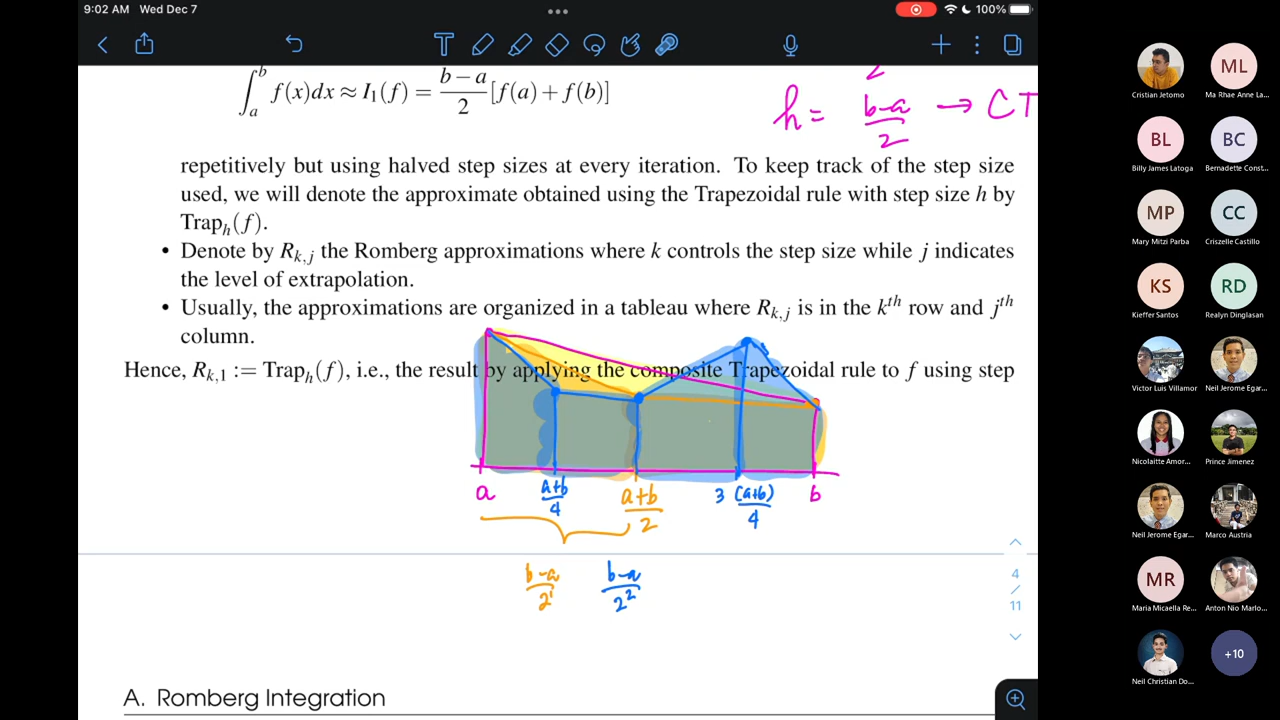 9:02 AM Wed Dec 7
100%
T
∫_a^b f(x)dx ≈ I₁(f) = (b − a)/2 [f(a) + f(b)]
2
h = (b-a)/2 → CT
repetitively but using halved step sizes at every iteration. To keep track of the step size
used, we will denote the approximate obtained using the Trapezoidal rule with step size h by
Trap_h(f).
• Denote by R_{k,j} the Romberg approximations where k controls the step size while j indicates
the level of extrapolation.
• Usually, the approximations are organized in a tableau where R_{k,j} is in the k^{th} row and j^{th}
column.
Hence, R_{k,1} := Trap_h(f), i.e., the result by applying the composite Trapezoidal rule to f using step
a (a+b)/4 (a+b)/2 3 (a+b)/4 b
(b-a)/2¹ (b-a)/2²
4
/
11
A. Romberg Integration
Cristian Jetomo
ML
Ma Rhae Anne La...
BL
Billy James Latoga
BC
Bernadette Const...
MP
Mary Mitzi Parba
CC
Criszelle Castillo
KS
Kieffer Santos
RD
Realyn Dinglasan
Victor Luis Villamor
Neil Jerome Egar...
Nicolaitte Amor...
Prince Jimenez
Neil Jerome Egar...
Marco Austria
MR
Maria Micaella Re...
Anton Nio Marlo...
Neil Christian Do...
+10